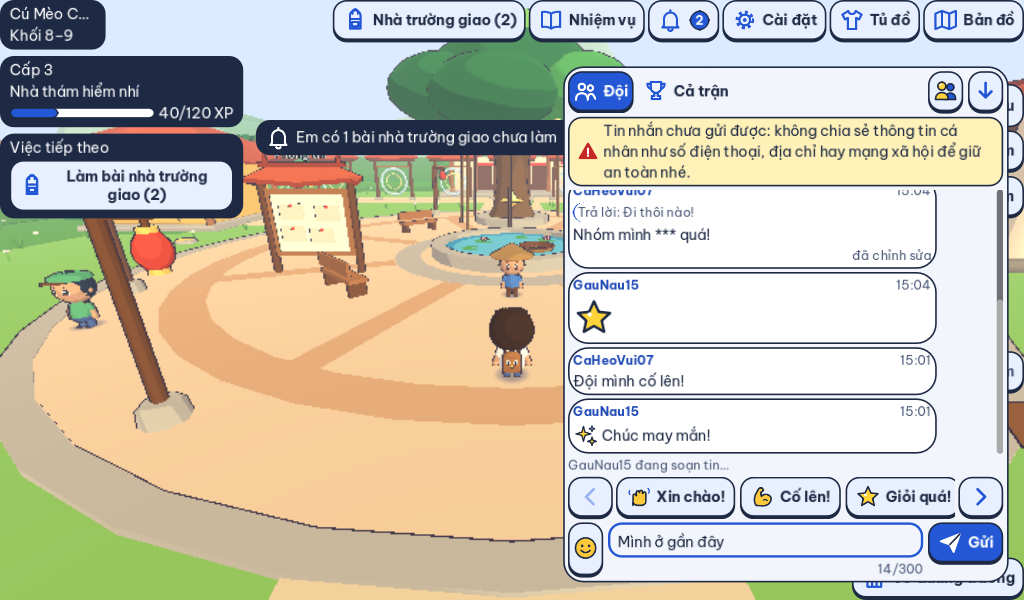 Cú Mèo C...
Khối 8-9
Nhà trường giao (2)
Nhiệm vụ
2
Cài đặt
Tủ đồ
Bản đồ
Cấp 3
Nhà thám hiểm nhí
40/120 XP
Việc tiếp theo
Làm bài nhà trường
giao (2)
Em có 1 bài nhà trường giao chưa làm
Đội
Cả trận
Tin nhắn chưa gửi được: không chia sẻ thông tin cá
nhân như số điện thoại, địa chỉ hay mạng xã hội để giữ
an toàn nhé.
CaHeoVui07
15:04
Trả lời: Đi thôi nào!
Nhóm mình *** quá!
đã chỉnh sửa
GauNau15
15:04
CaHeoVui07
15:01
Đội mình cố lên!
GauNau15
15:01
Chúc may mắn!
GauNau15 đang soạn tin...
Xin chào!
Cố lên!
Giỏi quá!
Mình ở gần đây
Gửi
14/300